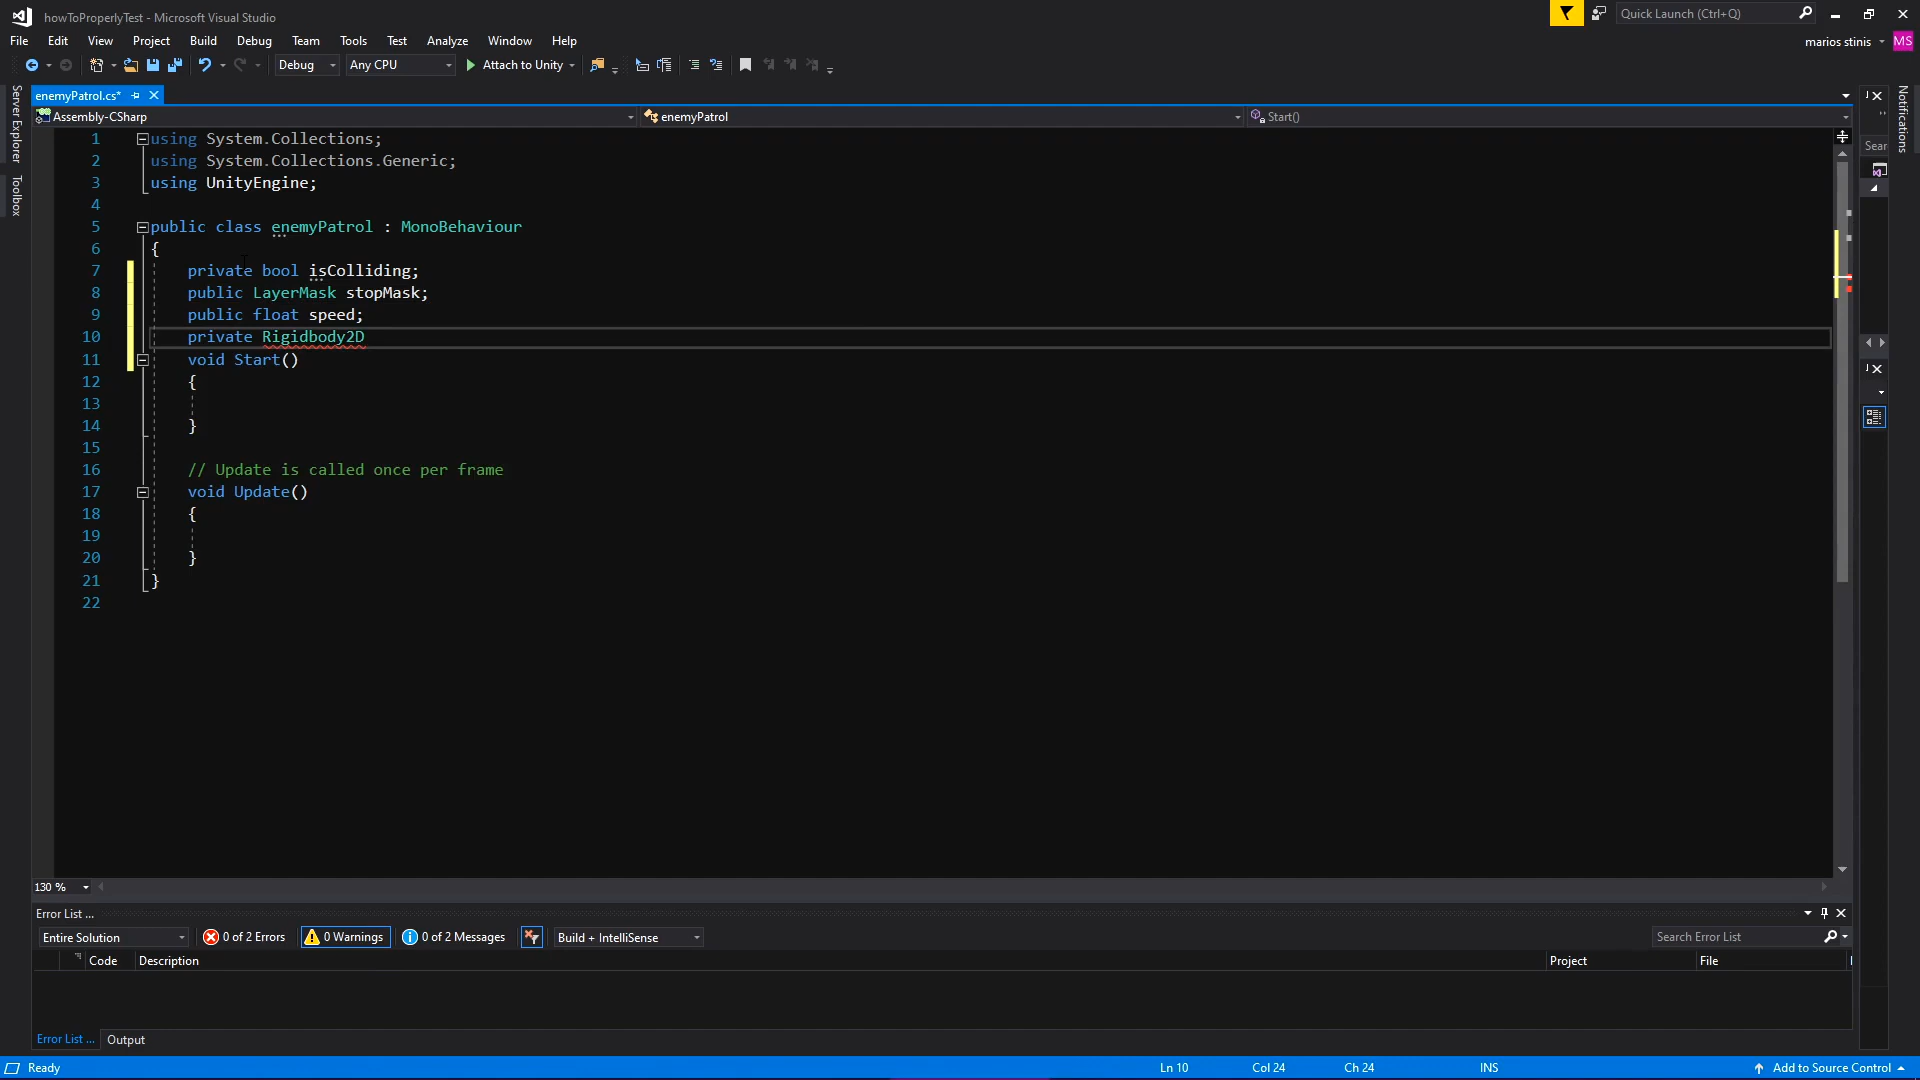 howToProperlyTest - Microsoft Visual Studio
Quick Launch (Ctrl+Q)
File Edit View Project Build Debug Team Tools Test Analyze Window Help
marios stinis MS
Debug Any CPU Attach to Unity
enemyPatrol.cs*
Assembly-CSharp enemyPatrol Start()
Server Explorer
Toolbox
Notifications
Sear
1 using System.Collections;
2 using System.Collections.Generic;
3 using UnityEngine;
4
5 public class enemyPatrol : MonoBehaviour
6 {
7 private bool isColliding;
8 public LayerMask stopMask;
9 public float speed;
10 private Rigidbody2D
11 void Start()
12 {
13
14 }
15
16 // Update is called once per frame
17 void Update()
18 {
19
20 }
21 }
22
130 %
Error List ...
Entire Solution 0 of 2 Errors 0 Warnings 0 of 2 Messages Build + IntelliSense Search Error List
Code Description Project File
Error List ... Output
Ready Ln 10 Col 24 Ch 24 INS Add to Source Control